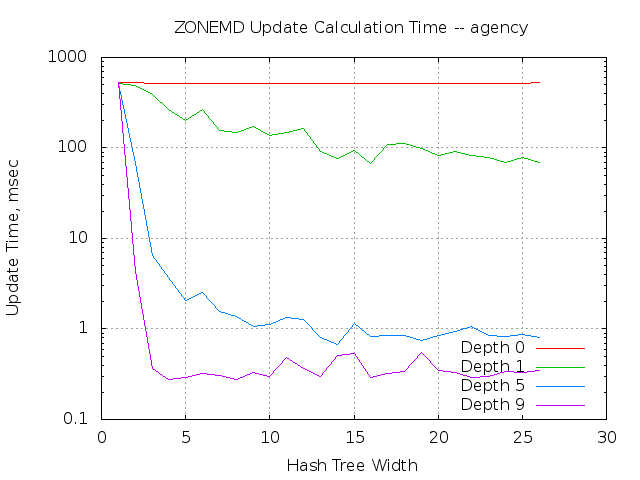 ZONEMD Update Calculation Time -- agency
1000
100
10
1
0.1
Update Time, msec
Depth 0
Depth 1
Depth 5
Depth 9
0 5 10 15 20 25 30
Hash Tree Width